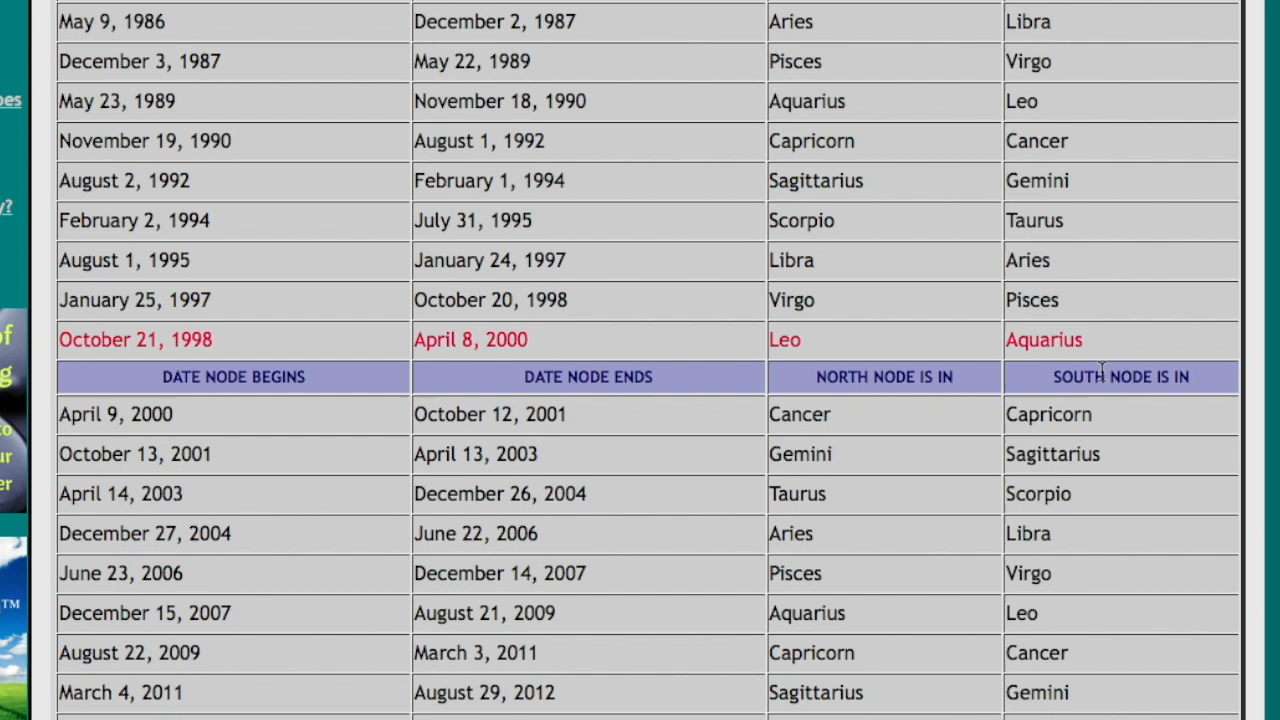 May 9, 1986 December 2, 1987 Aries Libra
December 3, 1987 May 22, 1989 Pisces Virgo
May 23, 1989 November 18, 1990 Aquarius Leo
November 19, 1990 August 1, 1992 Capricorn Cancer
August 2, 1992 February 1, 1994 Sagittarius Gemini
February 2, 1994 July 31, 1995 Scorpio Taurus
August 1, 1995 January 24, 1997 Libra Aries
January 25, 1997 October 20, 1998 Virgo Pisces
October 21, 1998 April 8, 2000 Leo Aquarius
DATE NODE BEGINS DATE NODE ENDS NORTH NODE IS IN SOUTH NODE IS IN
April 9, 2000 October 12, 2001 Cancer Capricorn
October 13, 2001 April 13, 2003 Gemini Sagittarius
April 14, 2003 December 26, 2004 Taurus Scorpio
December 27, 2004 June 22, 2006 Aries Libra
June 23, 2006 December 14, 2007 Pisces Virgo
December 15, 2007 August 21, 2009 Aquarius Leo
August 22, 2009 March 3, 2011 Capricorn Cancer
March 4, 2011 August 29, 2012 Sagittarius Gemini